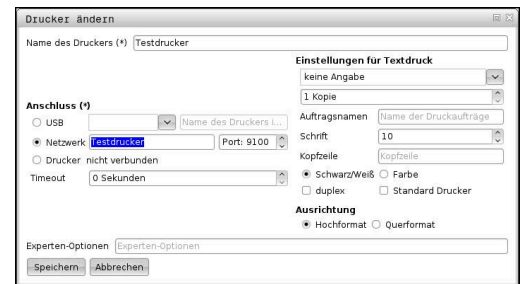 Drucker ändern
Name des Druckers (*) Testdrucker
Einstellungen für Textdruck
keine Angabe
1 Kopie
Anschluss (*)
USB Name des Druckers i...
Auftragsnamen Name der Druckaufträge
Netzwerk Testdrucker Port: 9100
Schrift 10
Drucker nicht verbunden
Kopfzeile Kopfzeile
Timeout 0 Sekunden
Schwarz/Weiß Farbe
duplex Standard Drucker
Ausrichtung
Hochformat Querformat
Experten-Optionen Experten-Optionen
Speichern Abbrechen